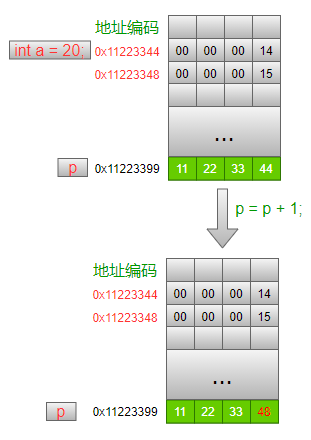 地址编码
int a = 20; 0x11223344 00 00 00 14
0x11223348 00 00 00 15
...
p 0x11223399 11 22 33 44
p = p + 1;
地址编码
0x11223344 00 00 00 14
0x11223348 00 00 00 15
...
p 0x11223399 11 22 33 48